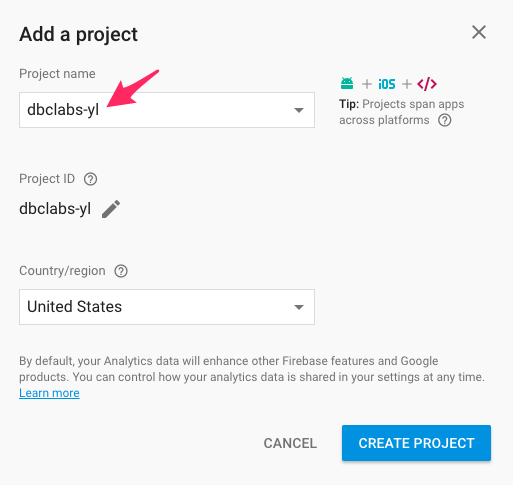 Add a project
Project name
dbclabs-yl
+ iOS + </>
Tip: Projects span apps
across platforms
Project ID
dbclabs-yl
Country/region
United States
By default, your Analytics data will enhance other Firebase features and Google
products. You can control how your analytics data is shared in your settings at any time.
Learn more
CANCEL
CREATE PROJECT